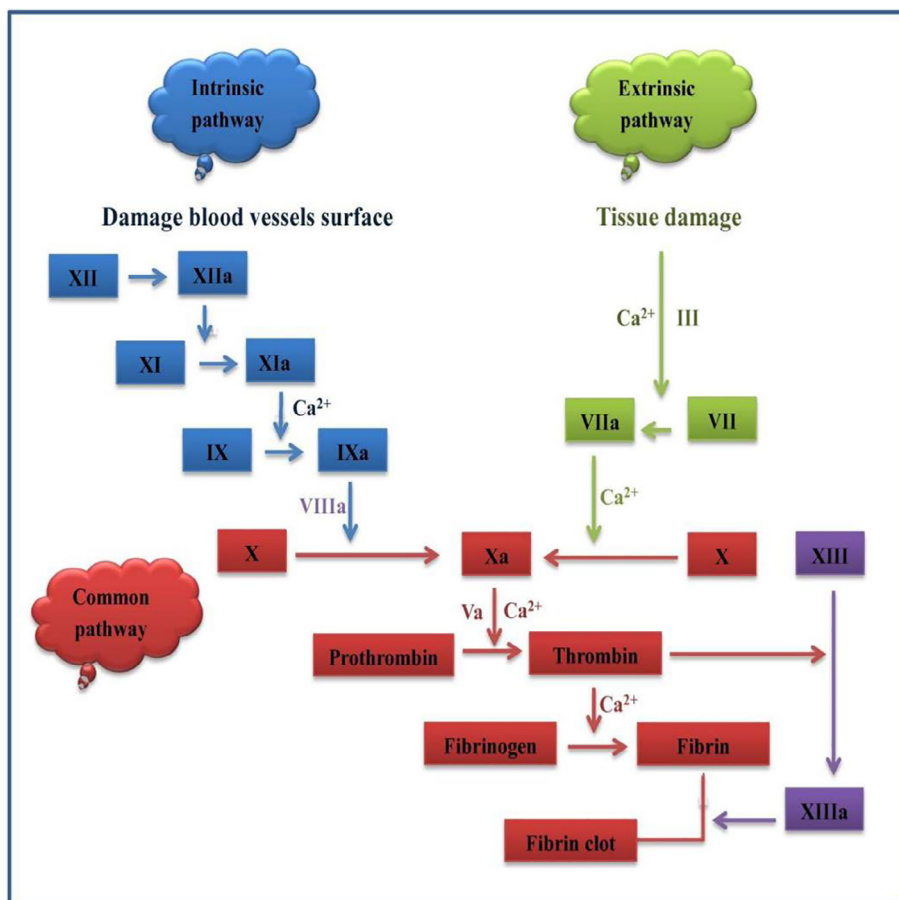 Intrinsic
pathway
Extrinsic
pathway
Damage blood vessels surface
Tissue damage
XII
XIIa
Ca²⁺
III
XI
XIa
Ca²⁺
VIIa
VII
IX
IXa
VIIIa
Ca²⁺
X
Xa
X
XIII
Common
pathway
Va
Ca²⁺
Prothrombin
Thrombin
Ca²⁺
Fibrinogen
Fibrin
XIIIa
Fibrin clot